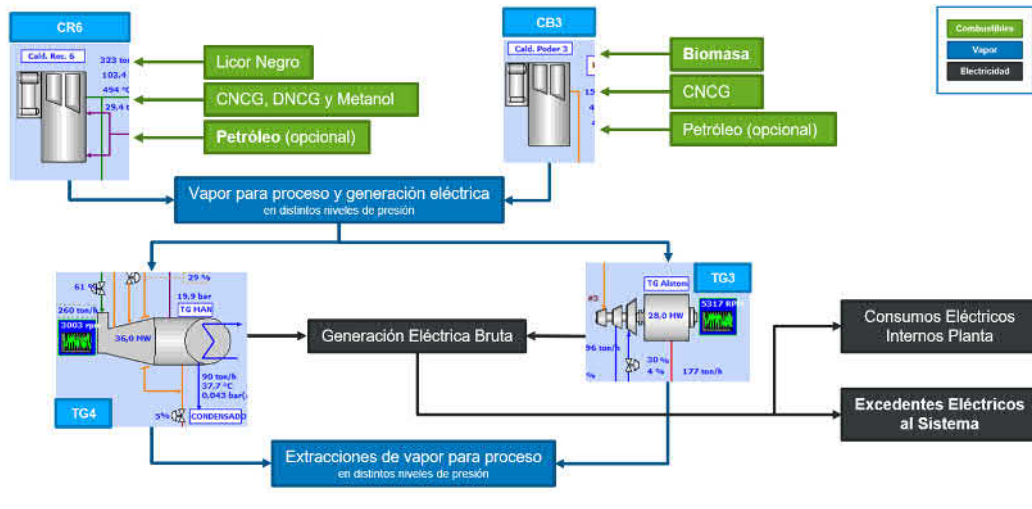 CR6
Cald. Rec. 6
103,4
494 °C
29,4 t
Licor Negro
CNCG, DNCG y Metanol
Petróleo (opcional)
CB3
Cald. Poder 3
Biomasa
CNCG
Petróleo (opcional)
Combustibles
Vapor
Electricidad
Vapor para proceso y generación eléctrica
en distintos niveles de presión
29 %
61 %
19,9 bar
TG MAN
260 ton/h
3003 rpm
36,0 MW
90 ton/h
37,7 °C
0,043 bar(
5%
CONDENSADO
TG4
Generación Eléctrica Bruta
TG Alstom
TG3
#3
5317 RPM
28,0 MW
96 ton/h
30 %
4 %
177 ton/h
%
Consumos Eléctricos
Internos Planta
Excedentes Eléctricos
al Sistema
Extracciones de vapor para proceso
en distintos niveles de presión